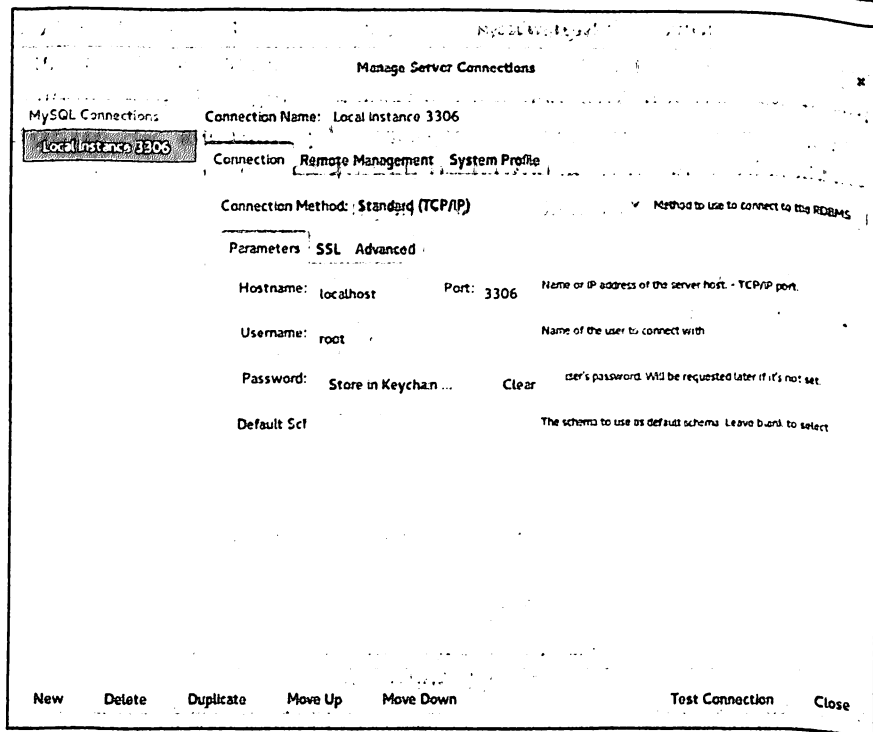 Manage Server Connections
×
MySQL Connections
Local Instance 3306
Connection Name: Local Instance 3306
Connection Remote Management System Profile
Connection Method: Standard (TCP/IP)
Method to use to connect to the RDBMS
Parameters SSL Advanced
Hostname: localhost Port: 3306 Name or IP address of the server host. - TCP/IP port.
Username: root Name of the user to connect with
Password: Store in Keychain ... Clear ser's password. Will be requested later if it's not set.
Default Sch The schema to use as default schema. Leave blank to select
New Delete Duplicate Move Up Move Down Test Connection Close